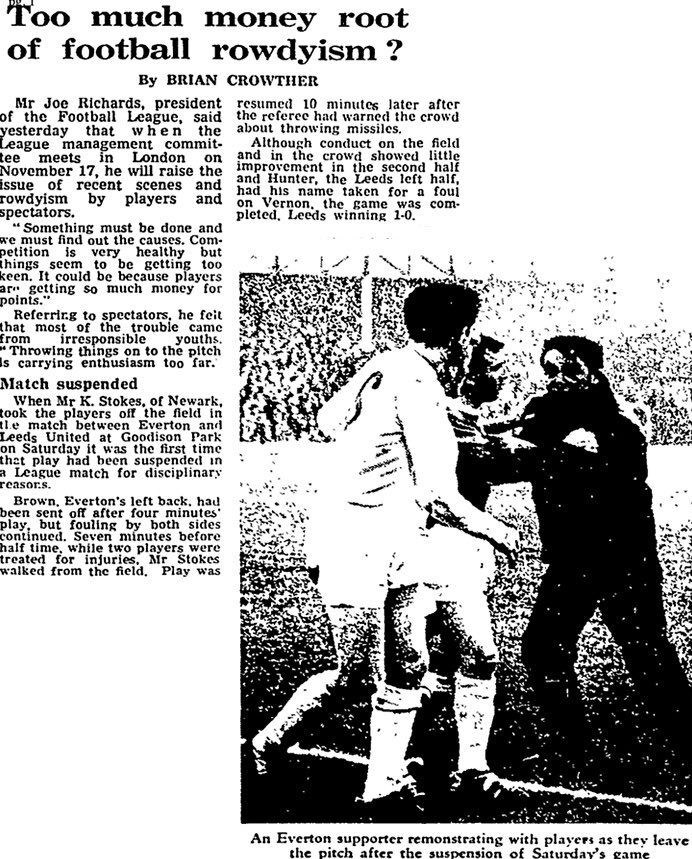 pg. 1
Too much money root
of football rowdyism ?
By BRIAN CROWTHER
Mr Joe Richards, president
of the Football League, said
yesterday that when the
League management commit-
tee meets in London on
November 17, he will raise the
issue of recent scenes and
rowdyism by players and
spectators.
"Something must be done and
we must find out the causes. Com-
petition is very healthy but
things seem to be getting too
keen. It could be because players
are getting so much money for
points."
Referring to spectators, he felt
that most of the trouble came
from irresponsible youths.
"Throwing things on to the pitch
is carrying enthusiasm too far."
Match suspended
When Mr K. Stokes, of Newark,
took the players off the field in
the match between Everton and
Leeds United at Goodison Park
on Saturday it was the first time
that play had been suspended in
a League match for disciplinary
reasons.
Brown, Everton's left back, had
been sent off after four minutes'
play, but fouling by both sides
continued. Seven minutes before
half time, while two players were
treated for injuries, Mr Stokes
walked from the field. Play was
resumed 10 minutes later after
the referee had warned the crowd
about throwing missiles.
Although conduct on the field
and in the crowd showed little
improvement in the second half
and Hunter, the Leeds left half,
had his name taken for a foul
on Vernon, the game was com-
pleted, Leeds winning 1-0.
An Everton supporter remonstrating with players as they leave
the pitch after the suspension of Saturday's game